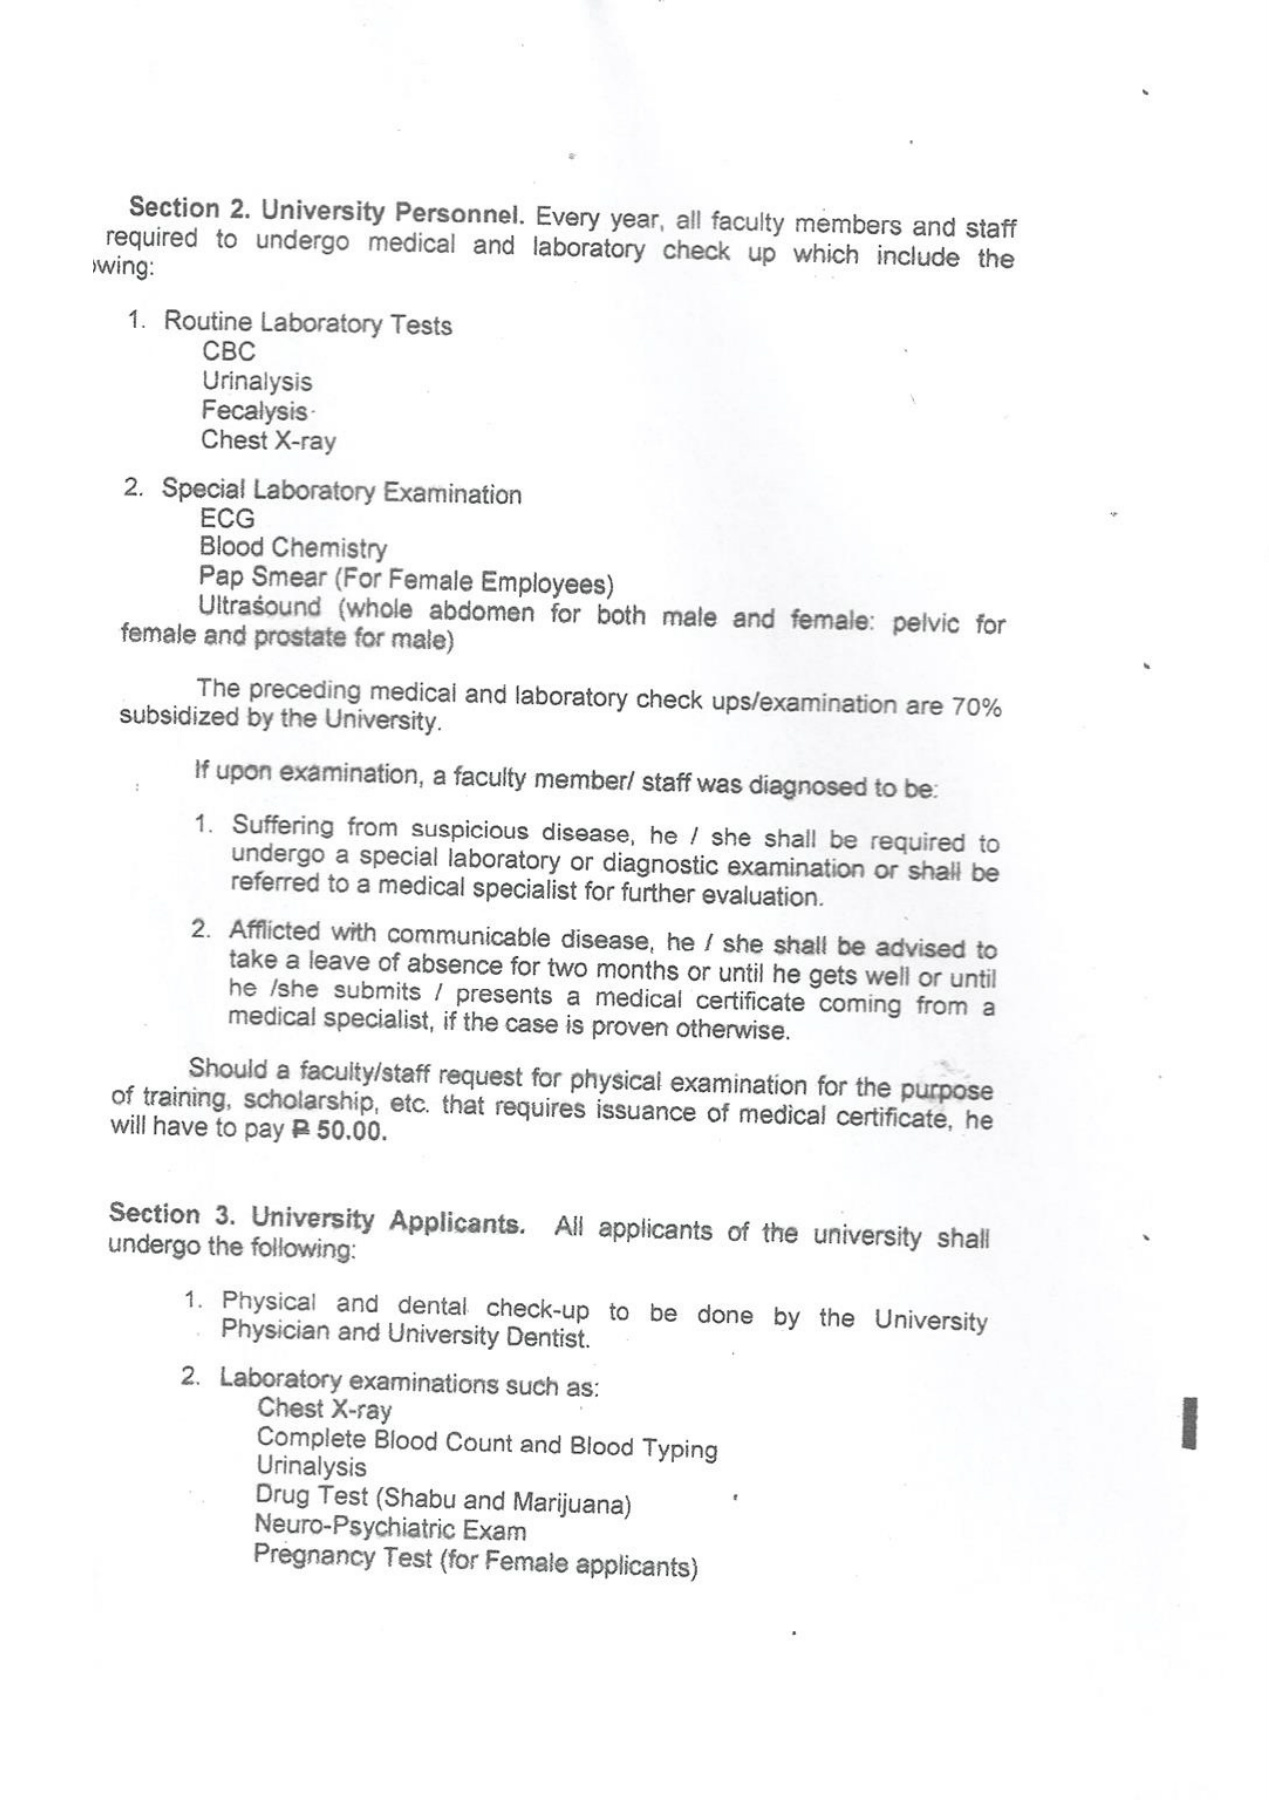 Section 2. University Personnel. Every year, all faculty members and staff
required to undergo medical and laboratory check up which include the
owing:
1. Routine Laboratory Tests
CBC
Urinalysis
Fecalysis
Chest X-ray
2. Special Laboratory Examination
ECG
Blood Chemistry
Pap Smear (For Female Employees)
Ultrasound (whole abdomen for both male and female: pelvic for
female and prostate for male)
The preceding medical and laboratory check ups/examination are 70%
subsidized by the University.
If upon examination, a faculty member/ staff was diagnosed to be:
1. Suffering from suspicious disease, he / she shall be required to
undergo a special laboratory or diagnostic examination or shall be
referred to a medical specialist for further evaluation.
2. Afflicted with communicable disease, he / she shall be advised to
take a leave of absence for two months or until he gets well or until
he /she submits / presents a medical certificate coming from a
medical specialist, if the case is proven otherwise.
Should a faculty/staff request for physical examination for the purpose
of training, scholarship, etc. that requires issuance of medical certificate, he
will have to pay ₱ 50.00.
Section 3. University Applicants. All applicants of the university shall
undergo the following:
1. Physical and dental check-up to be done by the University
Physician and University Dentist.
2. Laboratory examinations such as:
Chest X-ray
Complete Blood Count and Blood Typing
Urinalysis
Drug Test (Shabu and Marijuana)
Neuro-Psychiatric Exam
Pregnancy Test (for Female applicants)